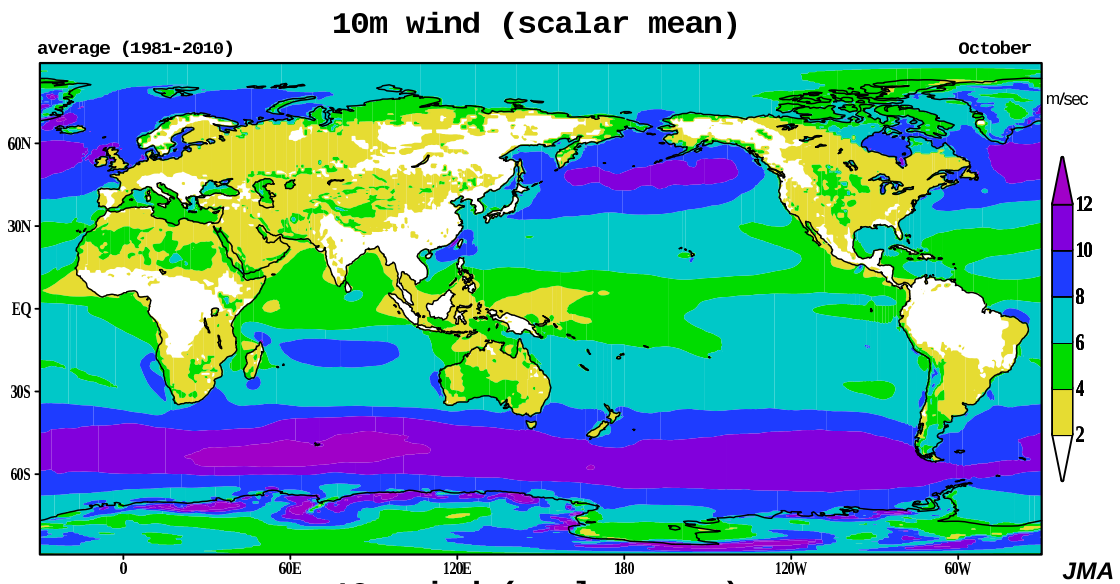 10m wind (scalar mean)
average (1981-2010) October
m/sec
60N
30N
EQ
30S
60S
12
10
8
6
4
2
0 60E 120E 180 120W 60W
JMA